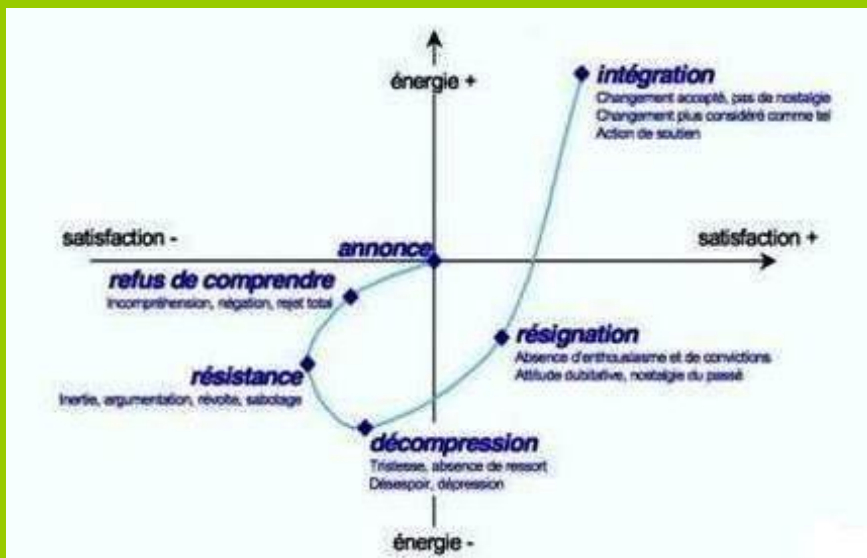 énergie +
intégration
Changement accepté, pas de nostalgie
Changement plus considéré comme tel
Action de soutien
satisfaction -
annonce
satisfaction +
refus de comprendre
Incompréhension, négation, rejet total
résignation
Absence d'enthousiasme et de convictions
Attitude dubitative, nostalgie du passé
résistance
Inertie, argumentation, révolte, sabotage
décompression
Tristesse, absence de ressort
Désespoir, dépression
énergie -